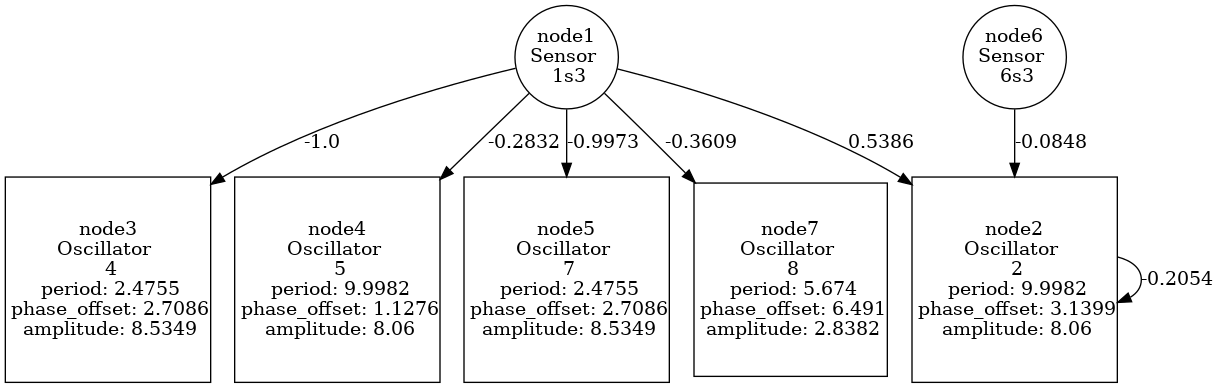 node1
Sensor
1s3
node6
Sensor
6s3
-1.0
-0.2832
-0.9973
-0.3609
0.5386
-0.0848
node3
Oscillator
4
period: 2.4755
phase_offset: 2.7086
amplitude: 8.5349
node4
Oscillator
5
period: 9.9982
phase_offset: 1.1276
amplitude: 8.06
node5
Oscillator
7
period: 2.4755
phase_offset: 2.7086
amplitude: 8.5349
node7
Oscillator
8
period: 5.674
phase_offset: 6.491
amplitude: 2.8382
node2
Oscillator
2
period: 9.9982
phase_offset: 3.1399
amplitude: 8.06
-0.2054